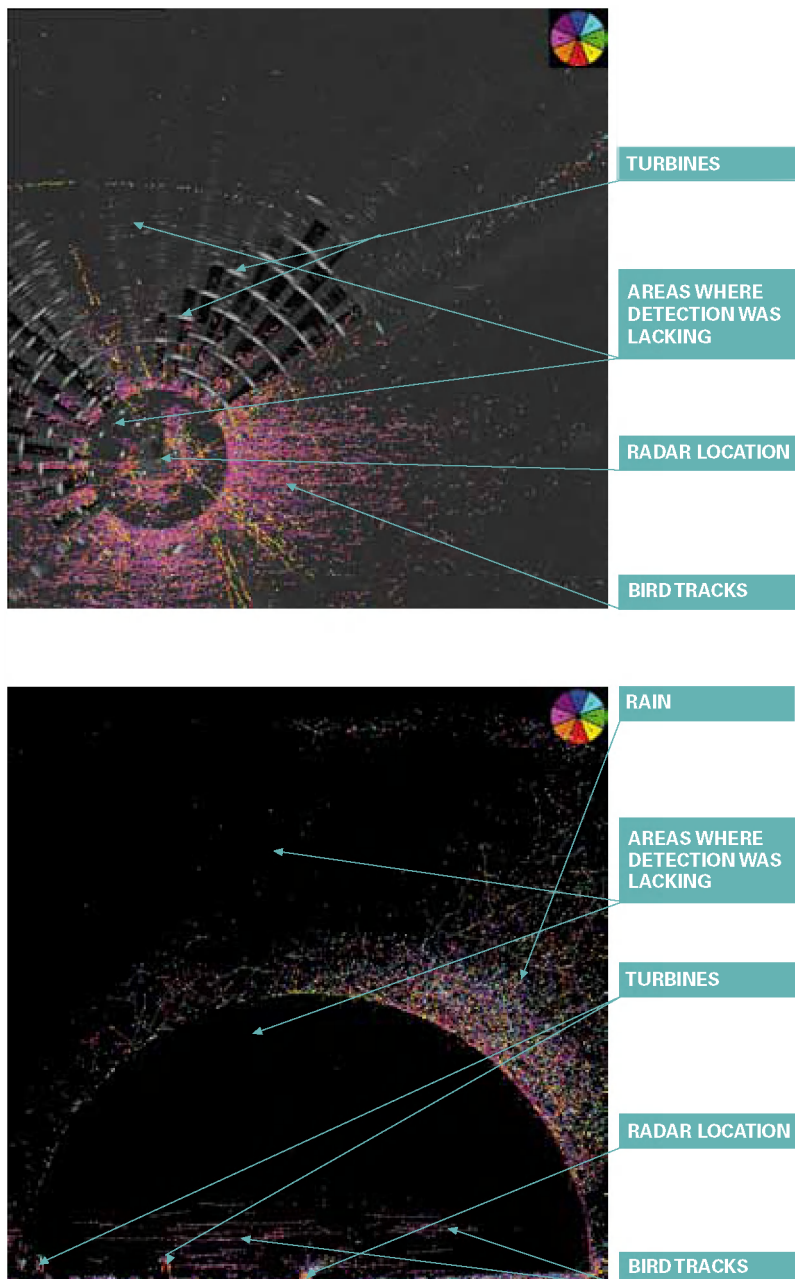 TURBINES
AREAS WHERE
DETECTION WAS
LACKING
RADAR LOCATION
BIRD TRACKS
RAIN
AREAS WHERE
DETECTION WAS
LACKING
TURBINES
RADAR LOCATION
BIRD TRACKS